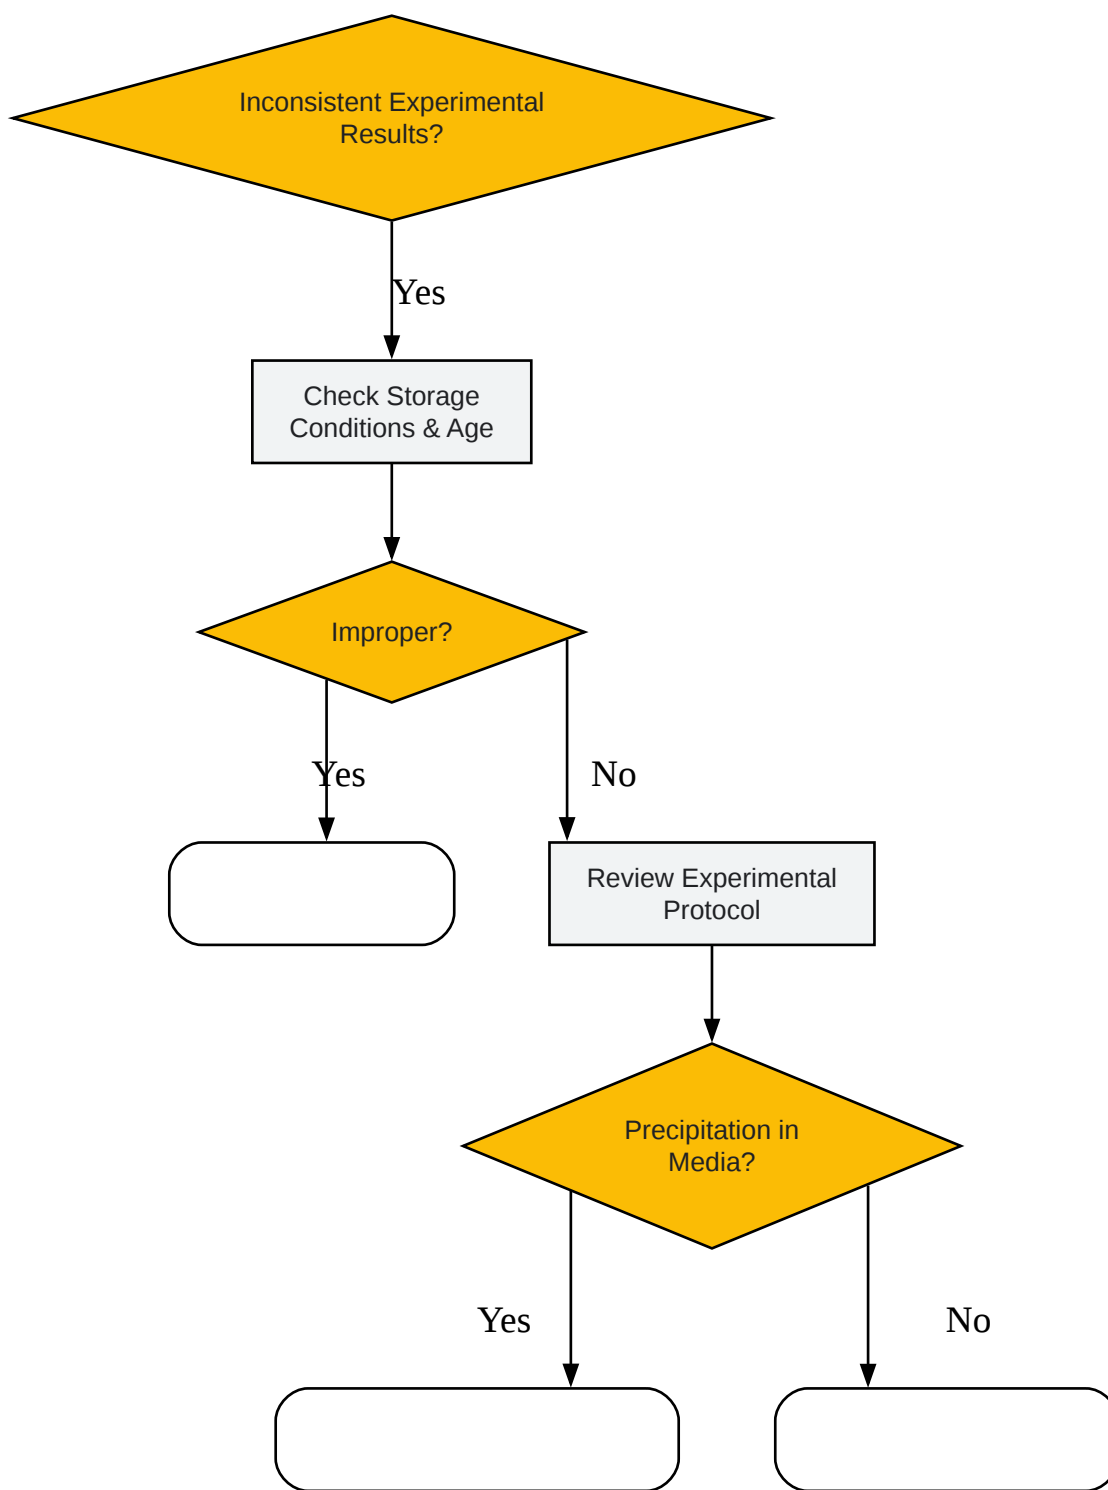 Inconsistent Experimental
Results?
Yes
Check Storage
Conditions & Age
Improper?
Yes
No
Review Experimental
Protocol
Precipitation in
Media?
Yes
No